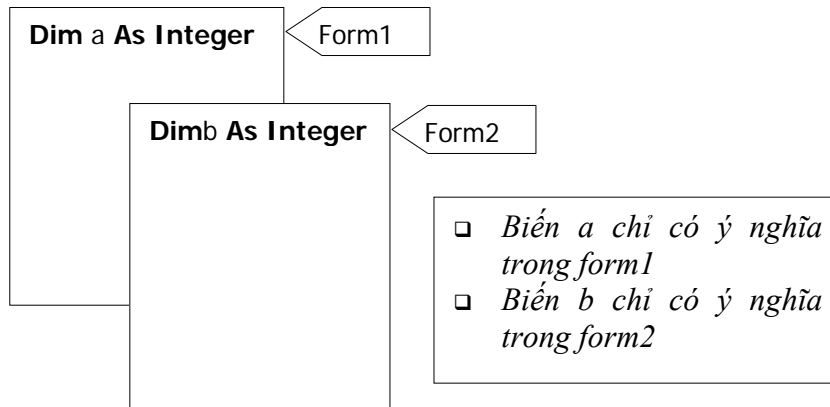 Dim a As Integer
Form1
Dimb As Integer
Form2
❑ Biến a chỉ có ý nghĩa
trong form1
❑ Biến b chỉ có ý nghĩa
trong form2